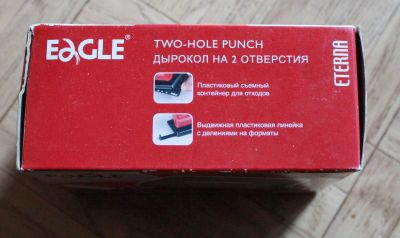 EAGLE®
TWO-HOLE PUNCH
ДЫРОКОЛ НА 2 ОТВЕРСТИЯ
ETERNA
Пластиковый съемный
контейнер для отходов
Выдвижная пластиковая линейка
с делениями на форматы